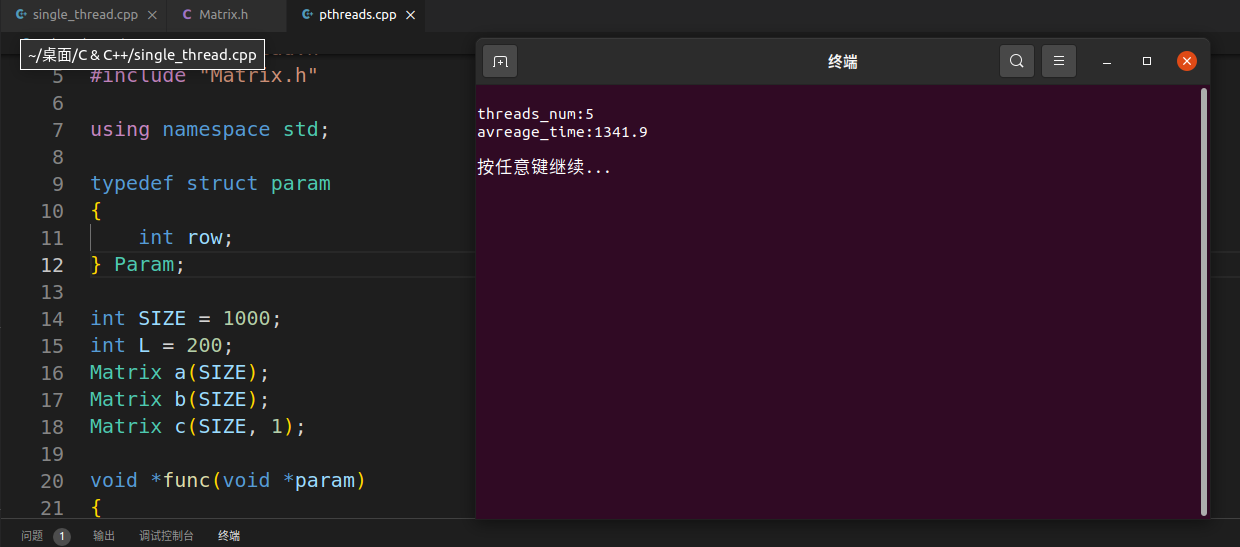 single_thread.cpp
Matrix.h
pthreads.cpp
~/桌面/C & C++/single_thread.cpp
5 #include "Matrix.h"
6
7 using namespace std;
8
9 typedef struct param
10 {
11 int row;
12 } Param;
13
14 int SIZE = 1000;
15 int L = 200;
16 Matrix a(SIZE);
17 Matrix b(SIZE);
18 Matrix c(SIZE, 1);
19
20 void *func(void *param)
21 {
终端
threads_num:5
avreage_time:1341.9
按任意键继续...
问题 1 输出 调试控制台 终端